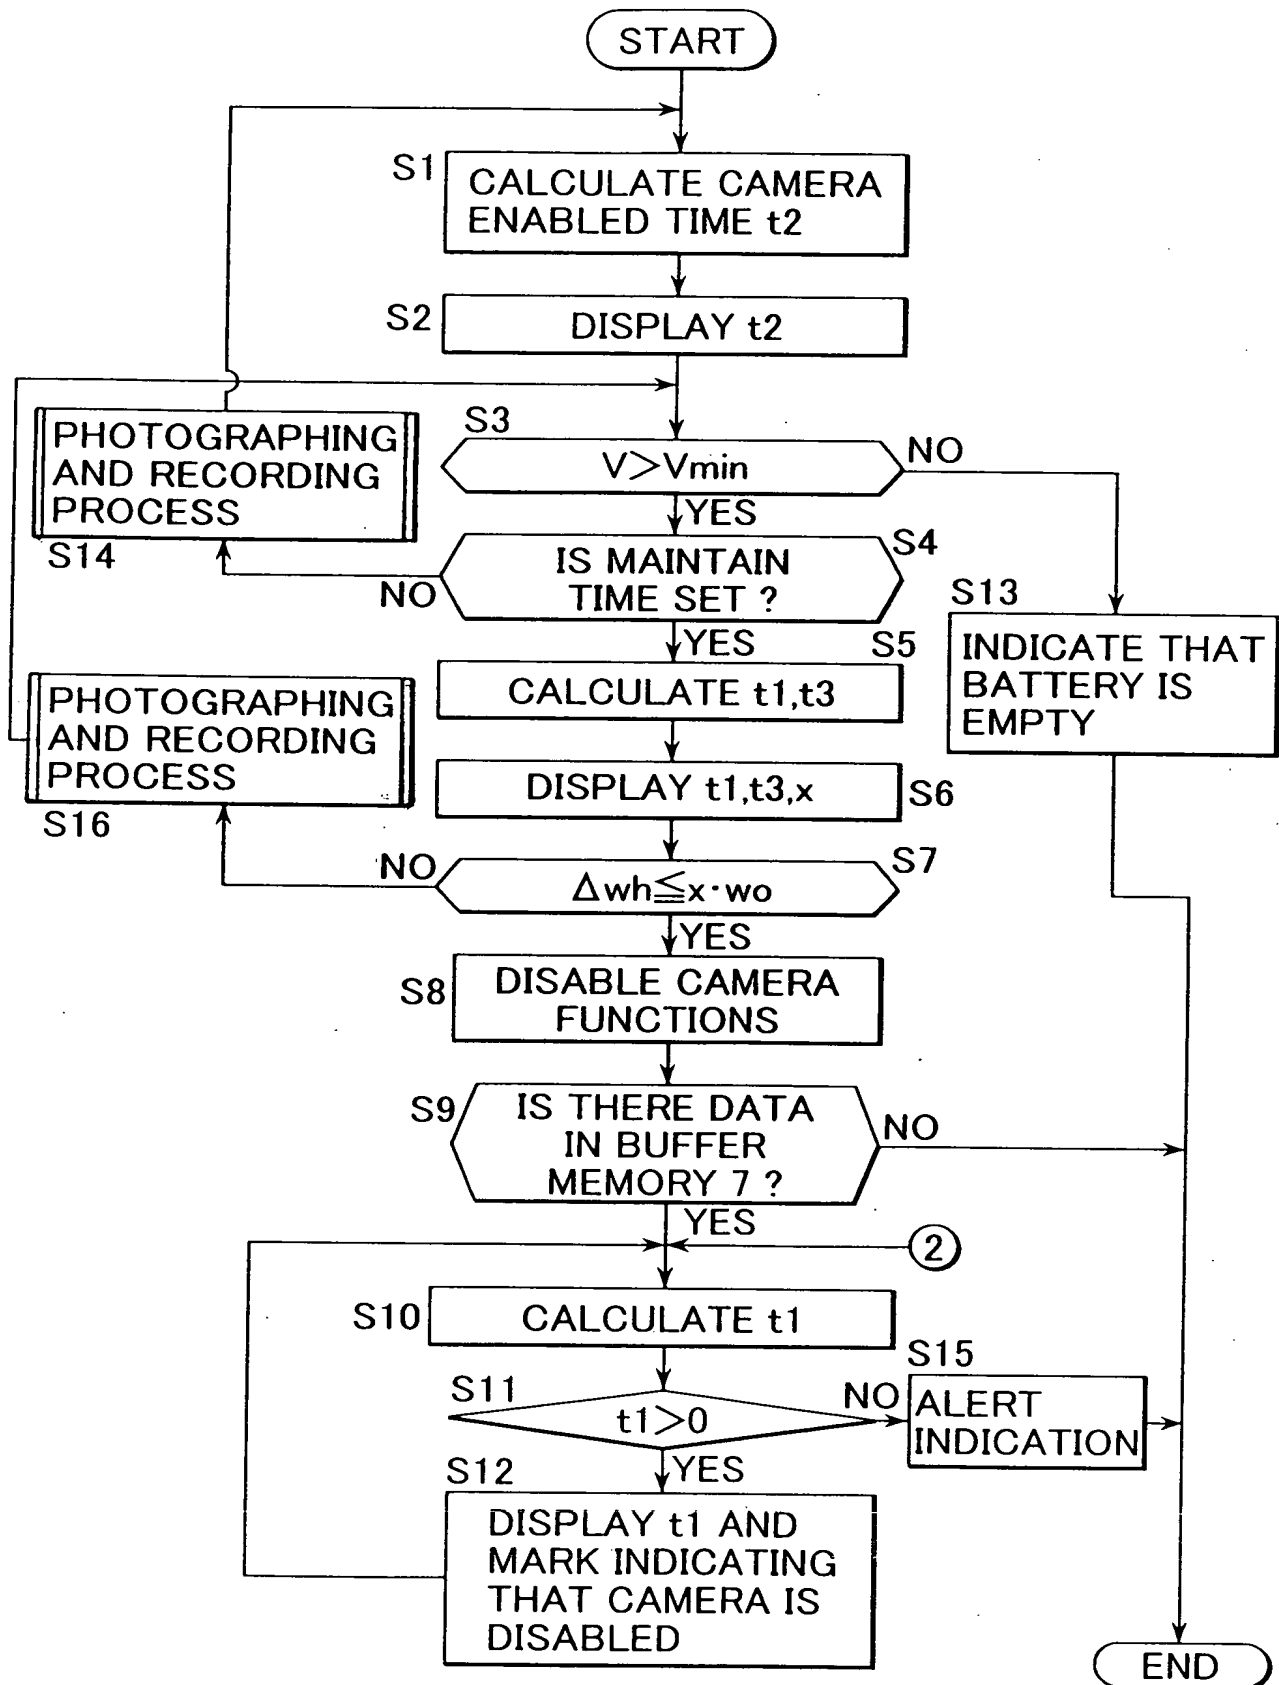 START
S1
CALCULATE CAMERA
ENABLED TIME t2
S2
DISPLAY t2
S3
V>Vmin
NO
YES
PHOTOGRAPHING
AND RECORDING
PROCESS
S14
S4
IS MAINTAIN
TIME SET ?
NO
YES
S13
INDICATE THAT
BATTERY IS
EMPTY
S5
CALCULATE t1,t3
PHOTOGRAPHING
AND RECORDING
PROCESS
S16
DISPLAY t1,t3,x
S6
S7
NO
Δwh≦x·wo
YES
S8
DISABLE CAMERA
FUNCTIONS
S9
IS THERE DATA
IN BUFFER
MEMORY 7 ?
NO
YES
2
S10
CALCULATE t1
S11
t1>0
NO
S15
ALERT
INDICATION
YES
S12
DISPLAY t1 AND
MARK INDICATING
THAT CAMERA IS
DISABLED
END